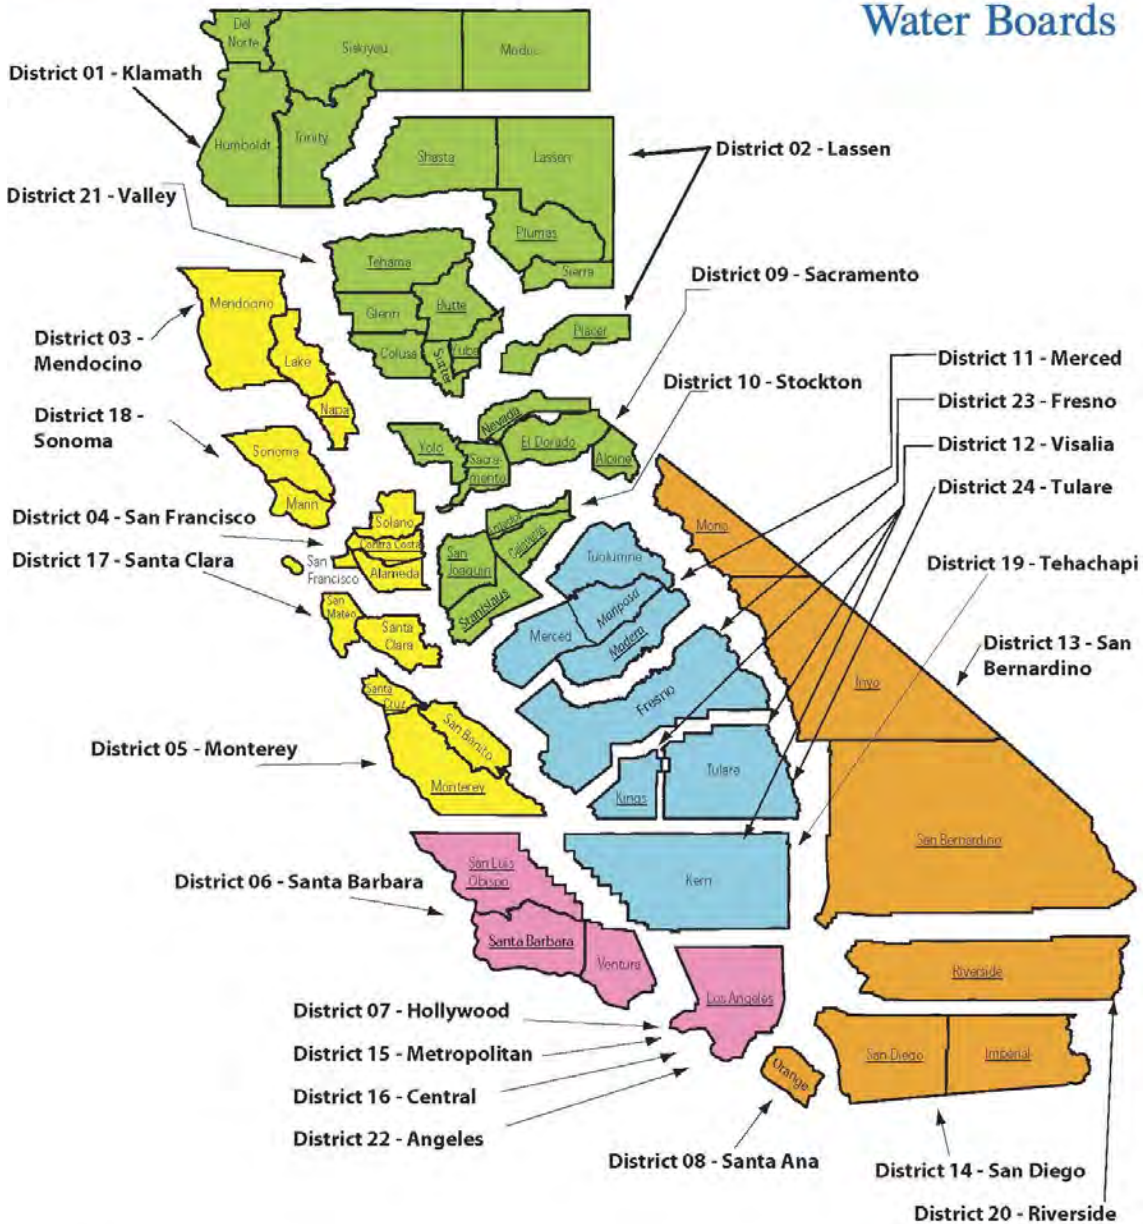 Water Boards
Del
Norte
Siskiyou
Modoc
District 01 - Klamath
Humboldt
Trinity
Shasta
Lassen
District 02 - Lassen
District 21 - Valley
Plumas
Sierra
Tehama
District 09 - Sacramento
Mendocino
Glenn
Butte
Placer
District 03 -
Mendocino
Lake
Colusa
Sutter
Yuba
District 11 - Merced
District 10 - Stockton
District 23 - Fresno
Napa
District 18 -
Sonoma
Nevada
District 12 - Visalia
Sonoma
Yolo
Sacra-
mento
El Dorado
Alpine
District 24 - Tulare
Marin
District 04 - San Francisco
Solano
Mono
Contra Costa
Amador
Calaveras
Tuolumne
District 17 - Santa Clara
San
Francisco
Alameda
San
Joaquin
District 19 - Tehachapi
San
Mateo
Santa
Clara
Stanislaus
Mariposa
Merced
Madera
District 13 - San
Bernardino
Santa
Cruz
San Benito
Fresno
Inyo
District 05 - Monterey
Monterey
Kings
Tulare
San Bernardino
San Luis
Obispo
Kern
District 06 - Santa Barbara
Santa Barbara
Ventura
Los Angeles
Riverside
District 07 - Hollywood
District 15 - Metropolitan
San Diego
Imperial
Orange
District 16 - Central
District 22 - Angeles
District 08 - Santa Ana
District 14 - San Diego
District 20 - Riverside